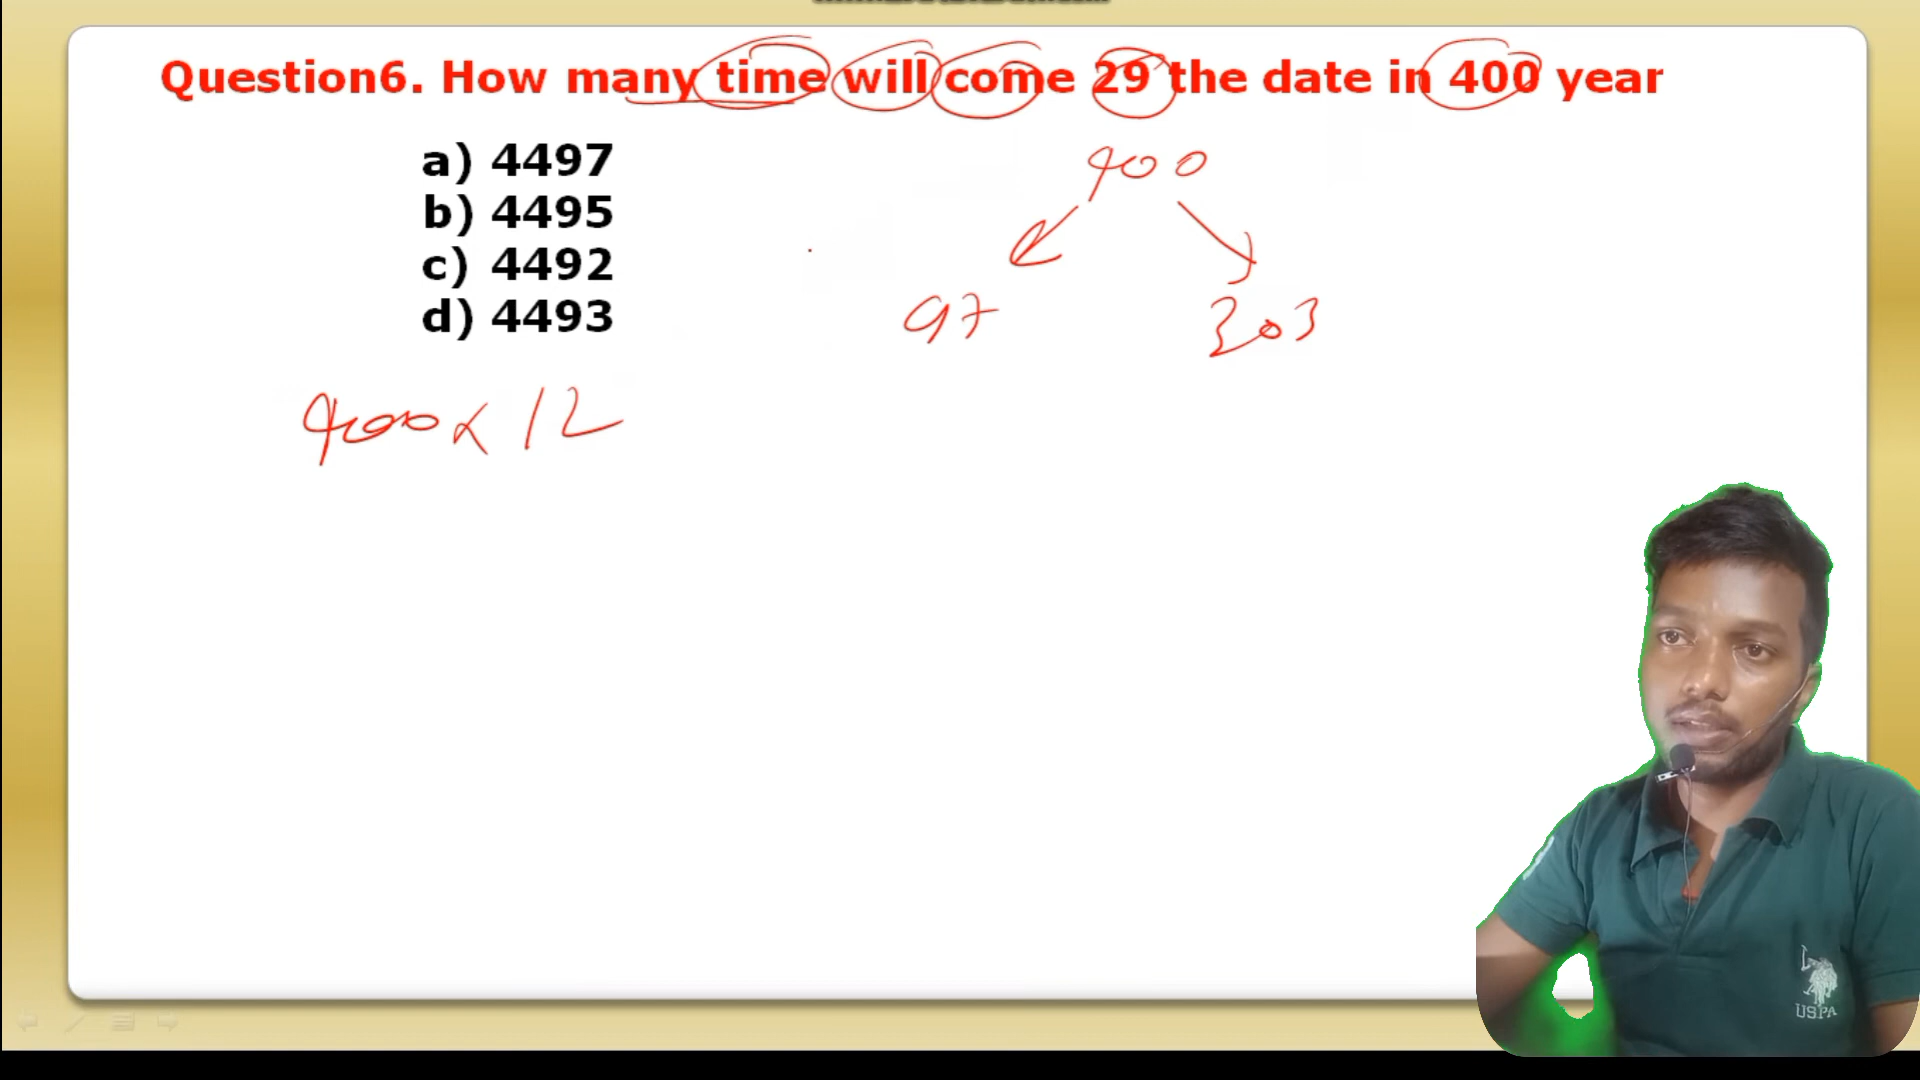 Question6. How many time will come 29 the date in 400 year
a) 4497
b) 4495
c) 4492
d) 4493
400
97 303
400 x 12
USPA